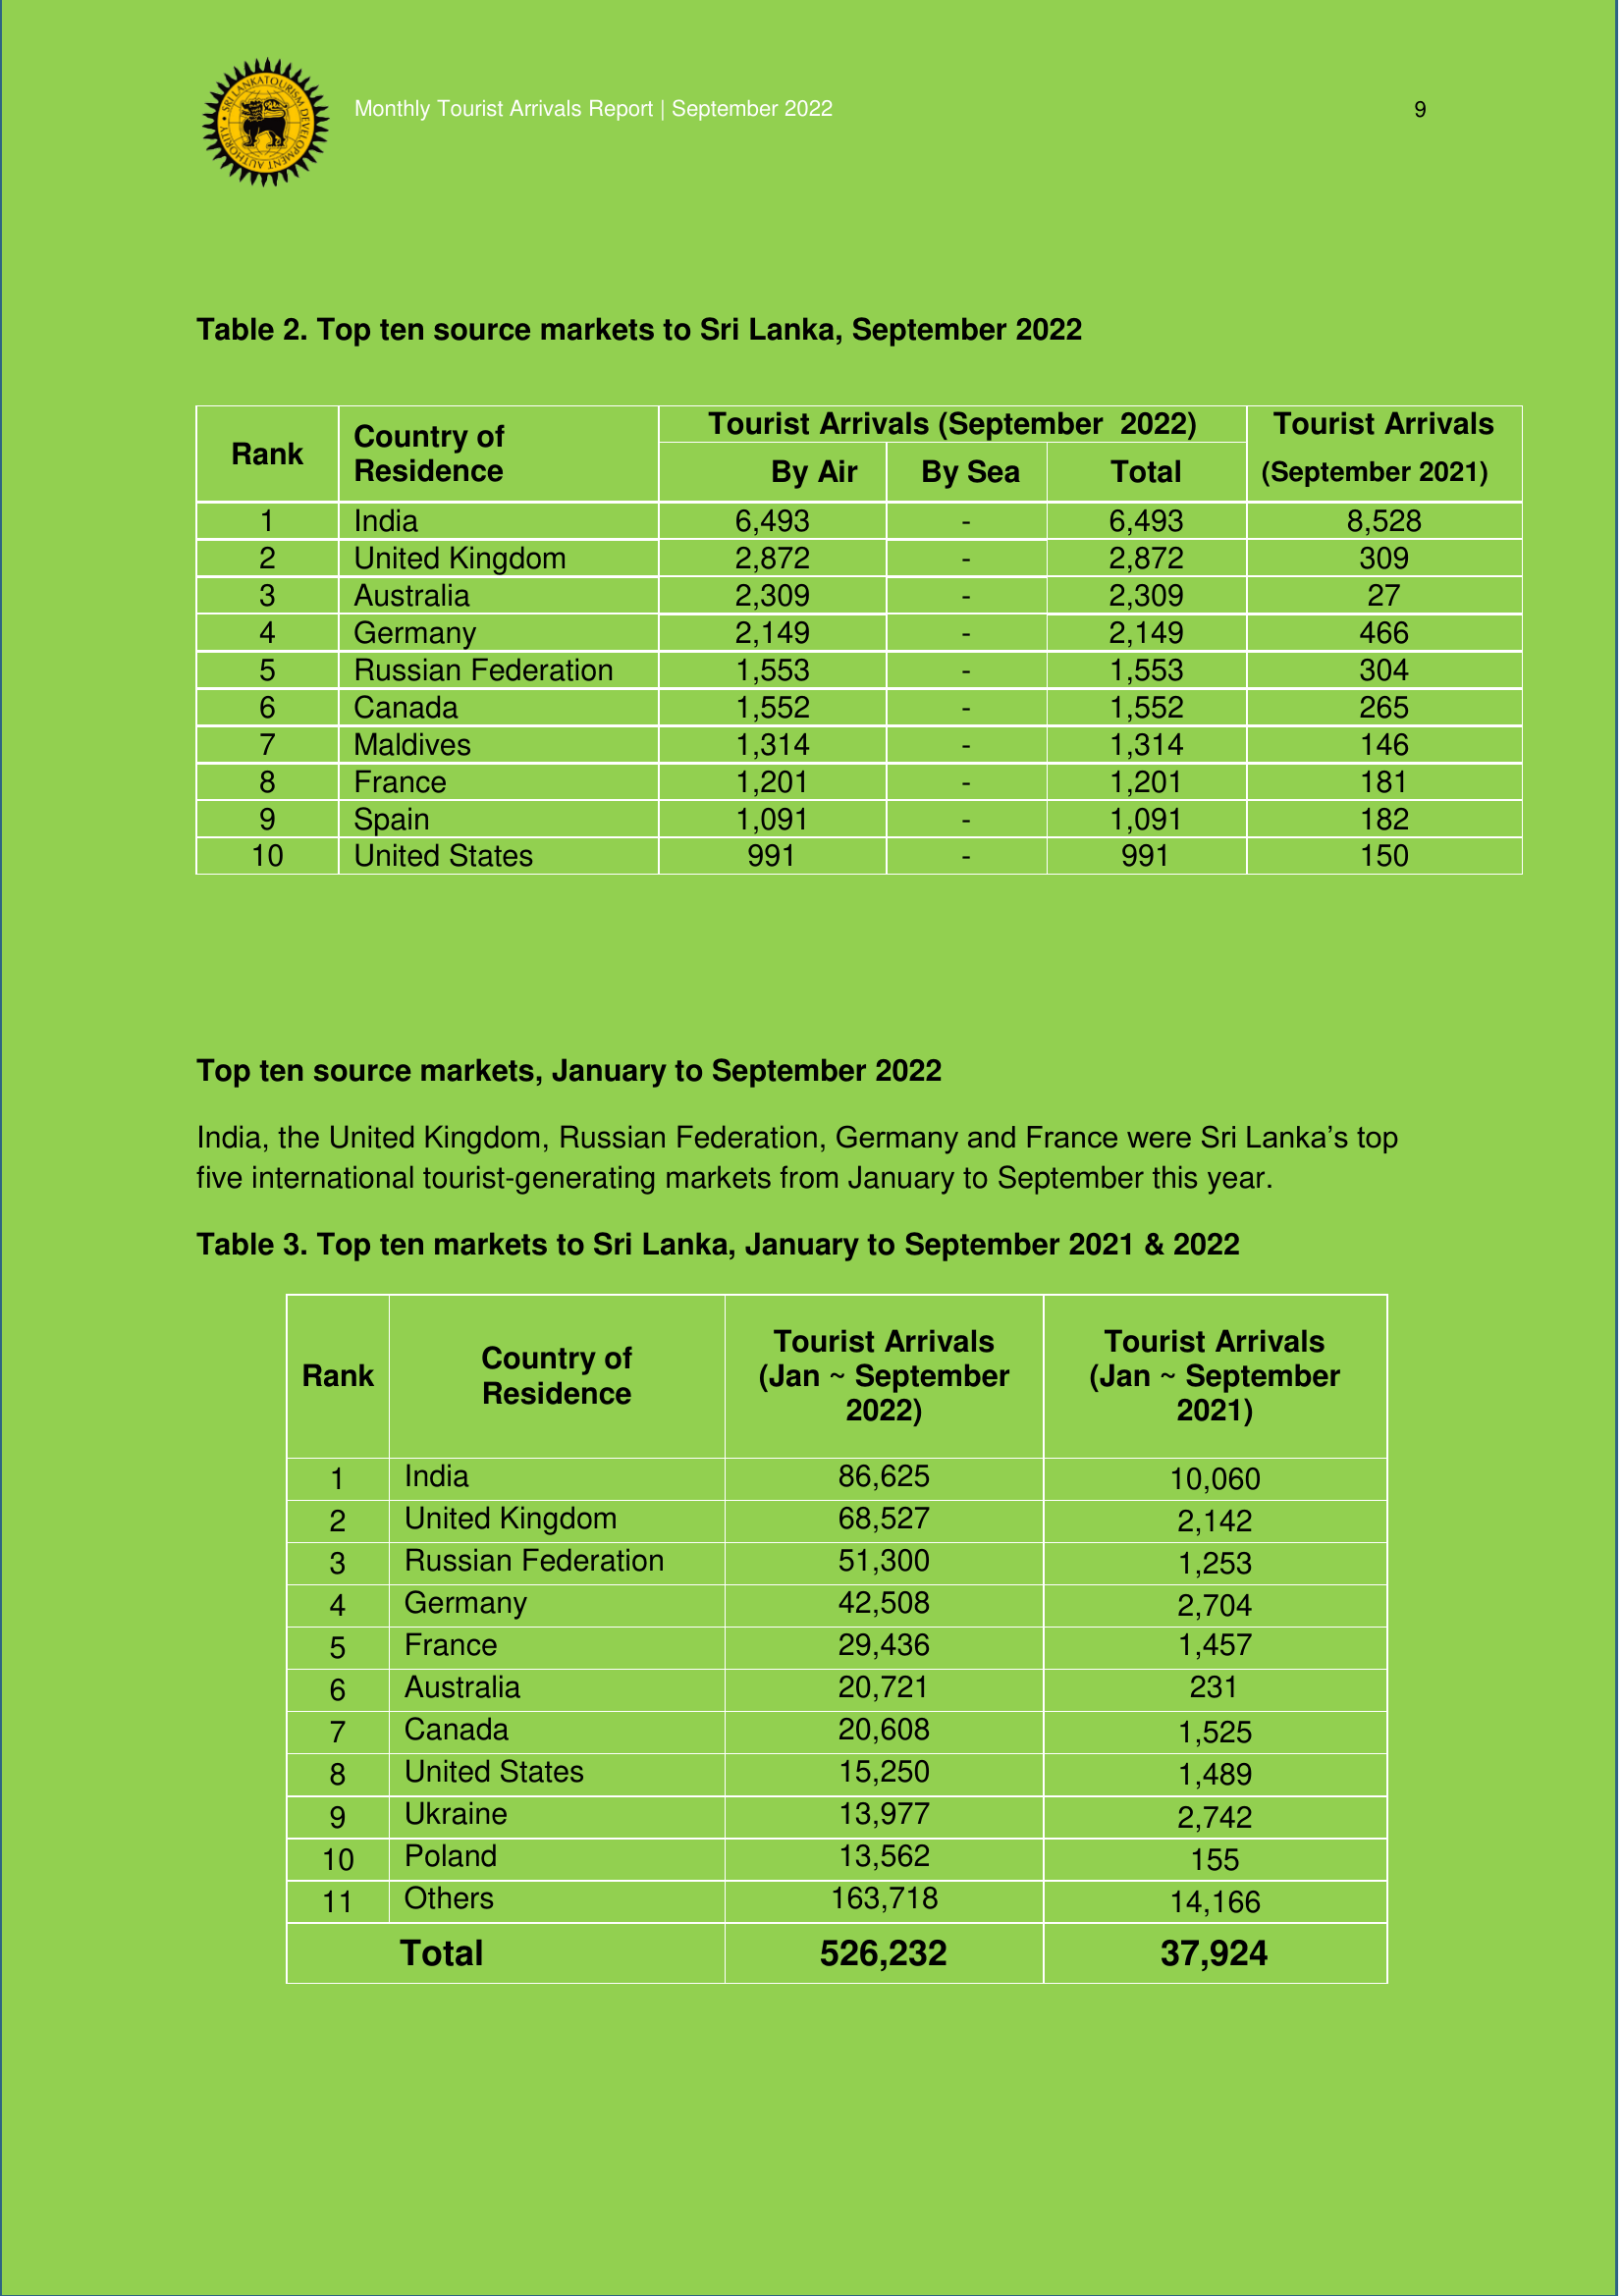 SRI LANKA TOURISM DEVELOPMENT AUTHORITY
Monthly Tourist Arrivals Report | September 2022 9
Table 2. Top ten source markets to Sri Lanka, September 2022
Rank Country of Residence Tourist Arrivals (September 2022) Tourist Arrivals (September 2021)
By Air By Sea Total
1 India 6,493 - 6,493 8,528
2 United Kingdom 2,872 - 2,872 309
3 Australia 2,309 - 2,309 27
4 Germany 2,149 - 2,149 466
5 Russian Federation 1,553 - 1,553 304
6 Canada 1,552 - 1,552 265
7 Maldives 1,314 - 1,314 146
8 France 1,201 - 1,201 181
9 Spain 1,091 - 1,091 182
10 United States 991 - 991 150
Top ten source markets, January to September 2022
India, the United Kingdom, Russian Federation, Germany and France were Sri Lanka's top
five international tourist-generating markets from January to September this year.
Table 3. Top ten markets to Sri Lanka, January to September 2021 & 2022
Rank Country of Residence Tourist Arrivals (Jan ~ September 2022) Tourist Arrivals (Jan ~ September 2021)
1 India 86,625 10,060
2 United Kingdom 68,527 2,142
3 Russian Federation 51,300 1,253
4 Germany 42,508 2,704
5 France 29,436 1,457
6 Australia 20,721 231
7 Canada 20,608 1,525
8 United States 15,250 1,489
9 Ukraine 13,977 2,742
10 Poland 13,562 155
11 Others 163,718 14,166
Total 526,232 37,924